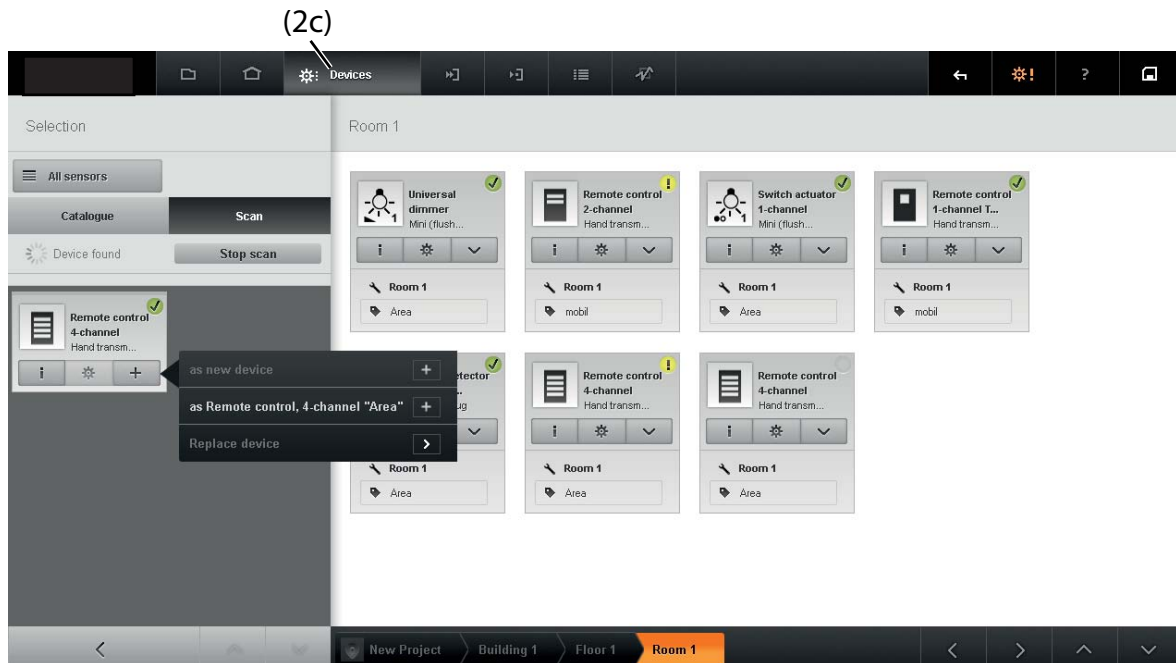 (2c)
Devices
?
Selection
Room 1
All sensors
Catalogue
Scan
Device found
Stop scan
Remote control
4-channel
Hand transm...
as new device
as Remote control, 4-channel "Area"
Replace device
Universal
dimmer
Mini (flush...
Room 1
Area
Remote control
2-channel
Hand transm...
Room 1
mobil
Switch actuator
1-channel
Mini (flush...
Room 1
Area
Remote control
1-channel T...
Hand transm...
Room 1
mobil
etector
..
ug
Room 1
Area
Remote control
4-channel
Hand transm...
Room 1
Area
Remote control
4-channel
Hand transm...
Room 1
Area
New Project
Building 1
Floor 1
Room 1